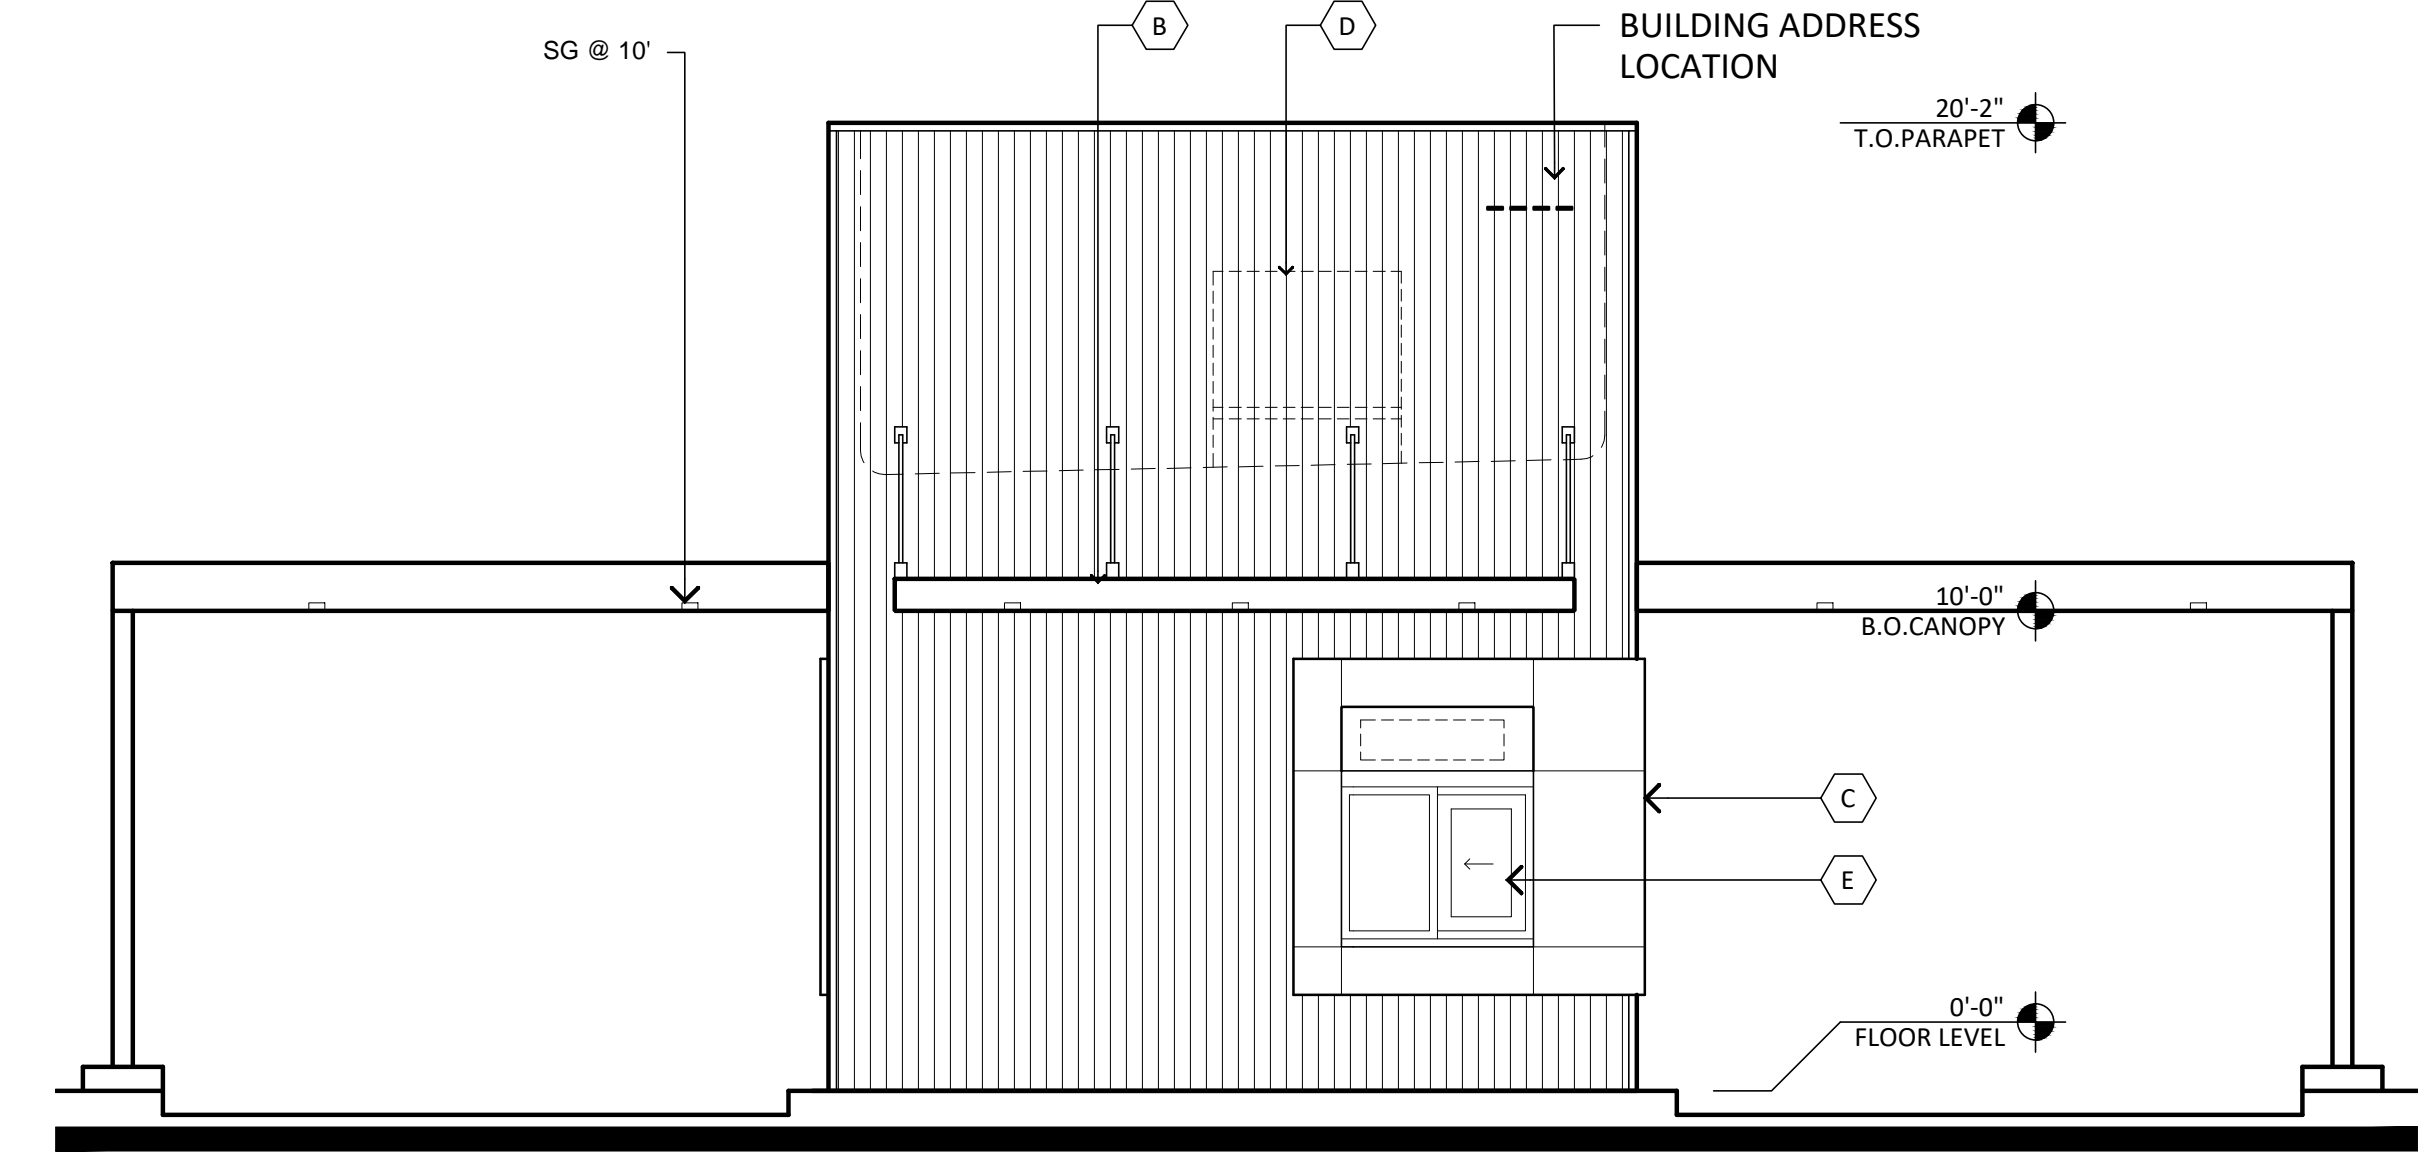 B
D
BUILDING ADDRESS
LOCATION
SG @ 10'
20'-2"
T.O.PARAPET
10'-0"
B.O.CANOPY
C
E
0'-0"
FLOOR LEVEL